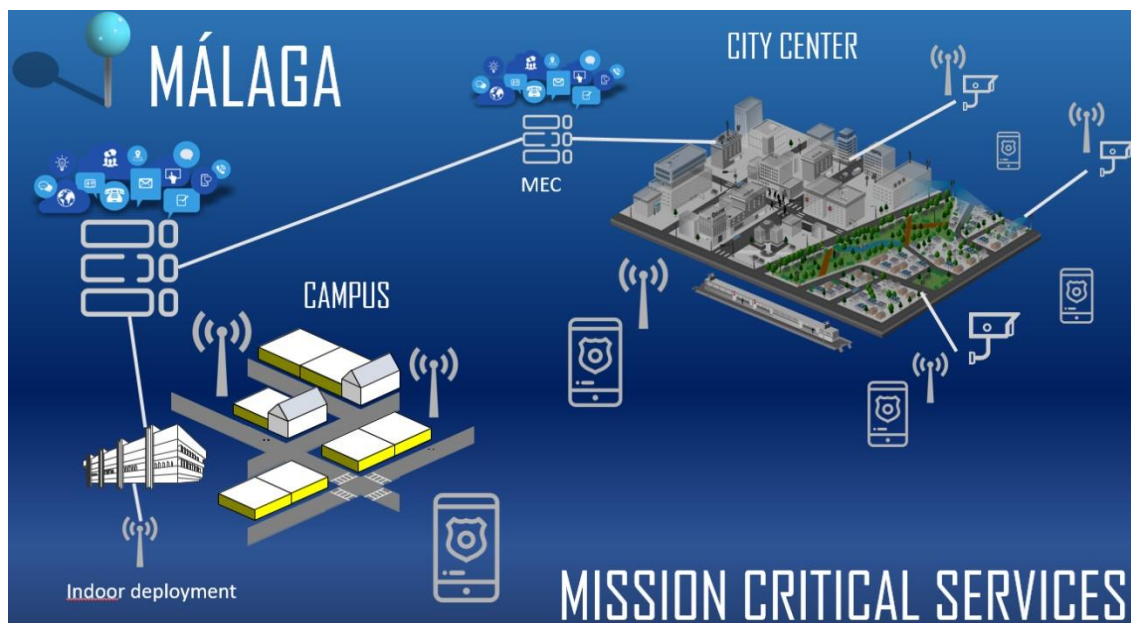 MÁLAGA
CITY CENTER
MEC
CAMPUS
Indoor deployment
MISSION CRITICAL SERVICES